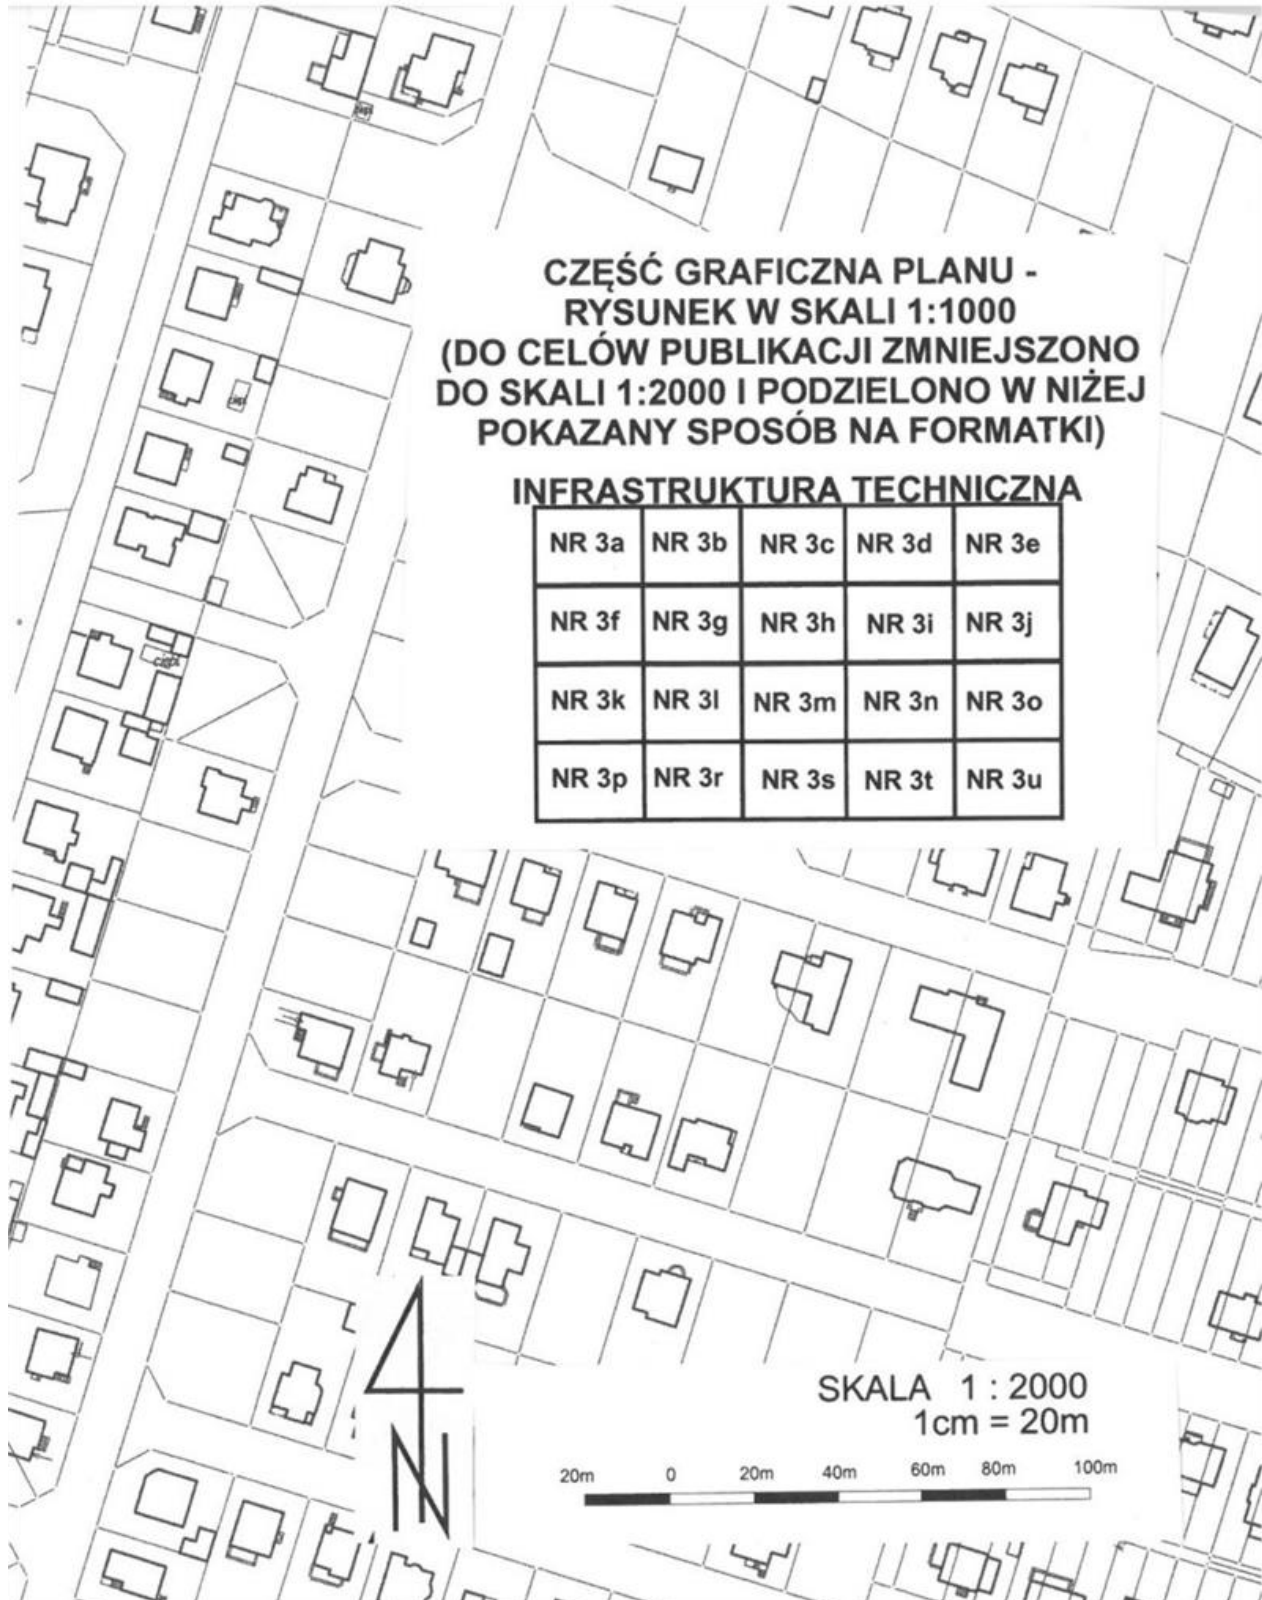 CZĘŚĆ GRAFICZNA PLANU -
RYSUNEK W SKALI 1:1000
(DO CELÓW PUBLIKACJI ZMNIEJSZONO
DO SKALI 1:2000 I PODZIELONO W NIŻEJ
POKAZANY SPOSÓB NA FORMATKI)
INFRASTRUKTURA TECHNICZNA
NR 3a NR 3b NR 3c NR 3d NR 3e
NR 3f NR 3g NR 3h NR 3i NR 3j
NR 3k NR 3l NR 3m NR 3n NR 3o
NR 3p NR 3r NR 3s NR 3t NR 3u
N
SKALA 1 : 2000
1cm = 20m
20m 0 20m 40m 60m 80m 100m